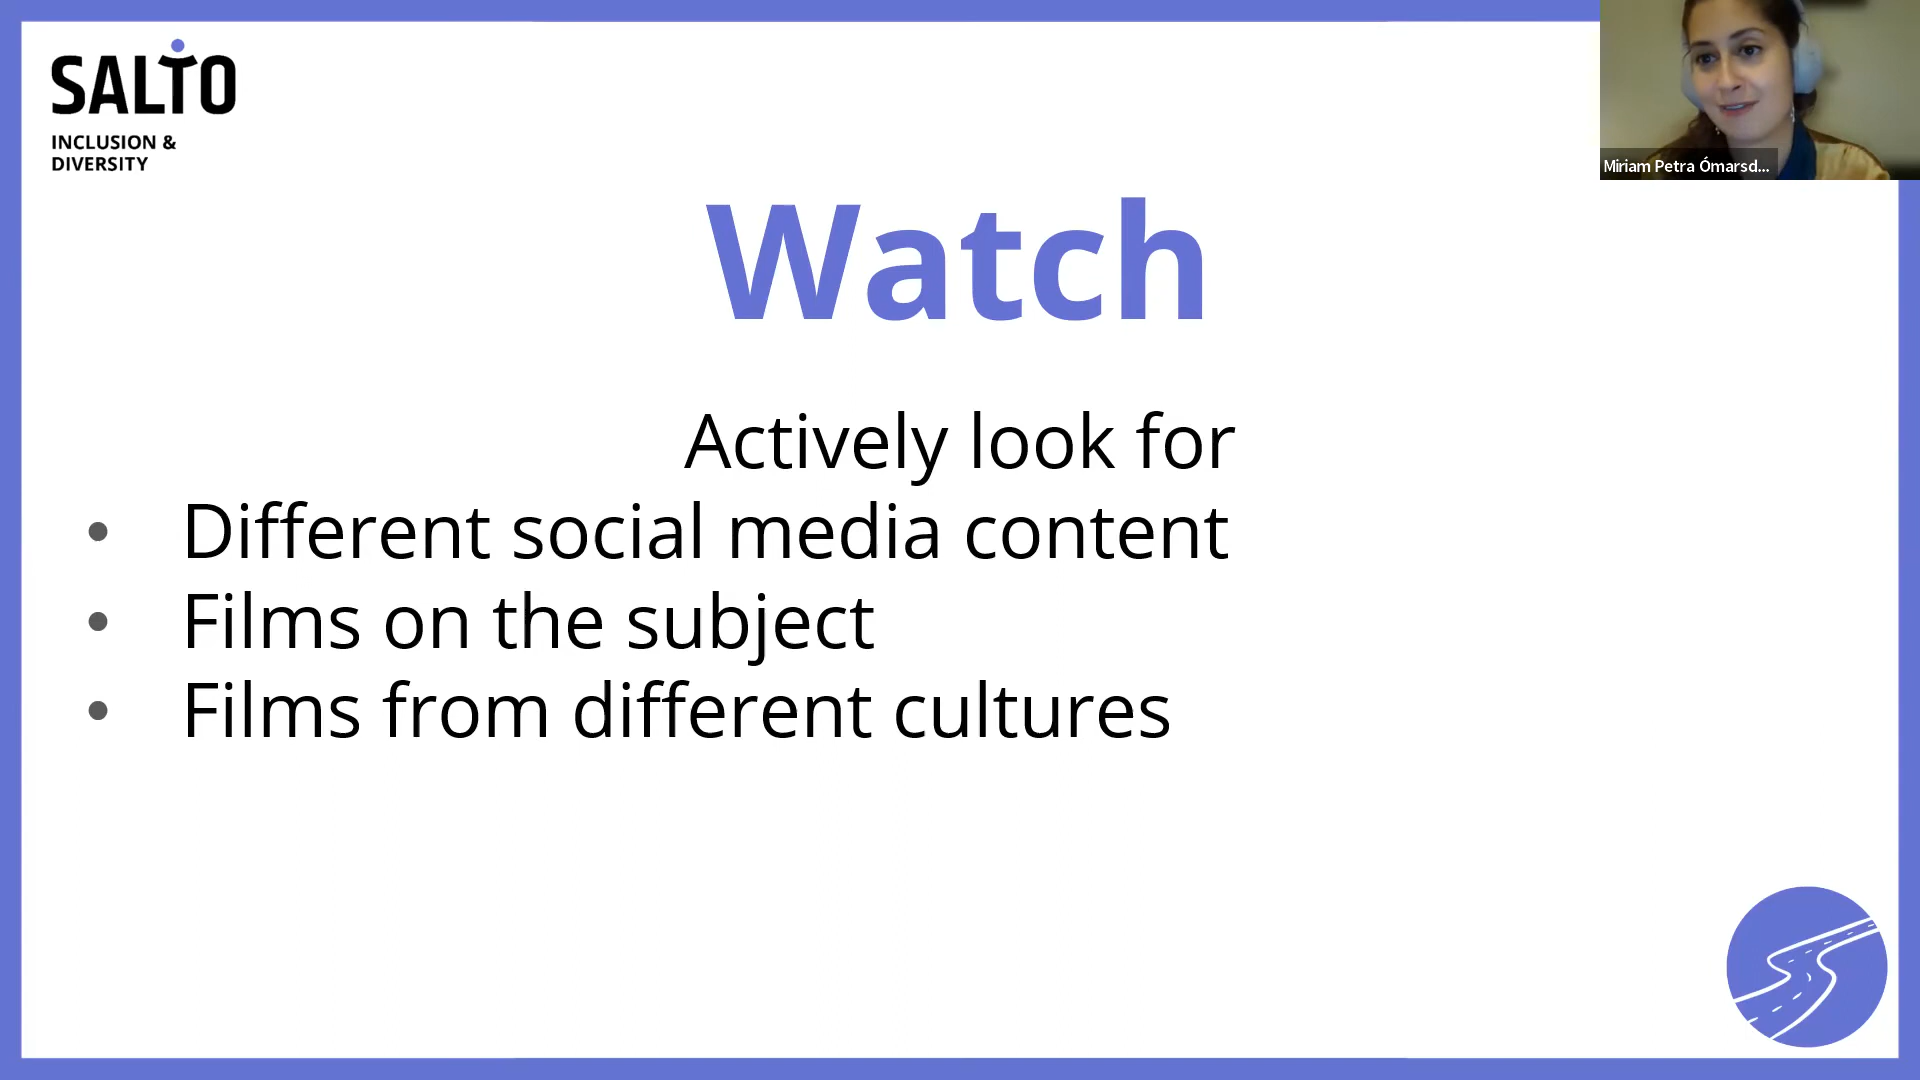 SALTO
INCLUSION &
DIVERSITY
Miriam Petra Ómarsd...
Watch
Actively look for
• Different social media content
• Films on the subject
• Films from different cultures